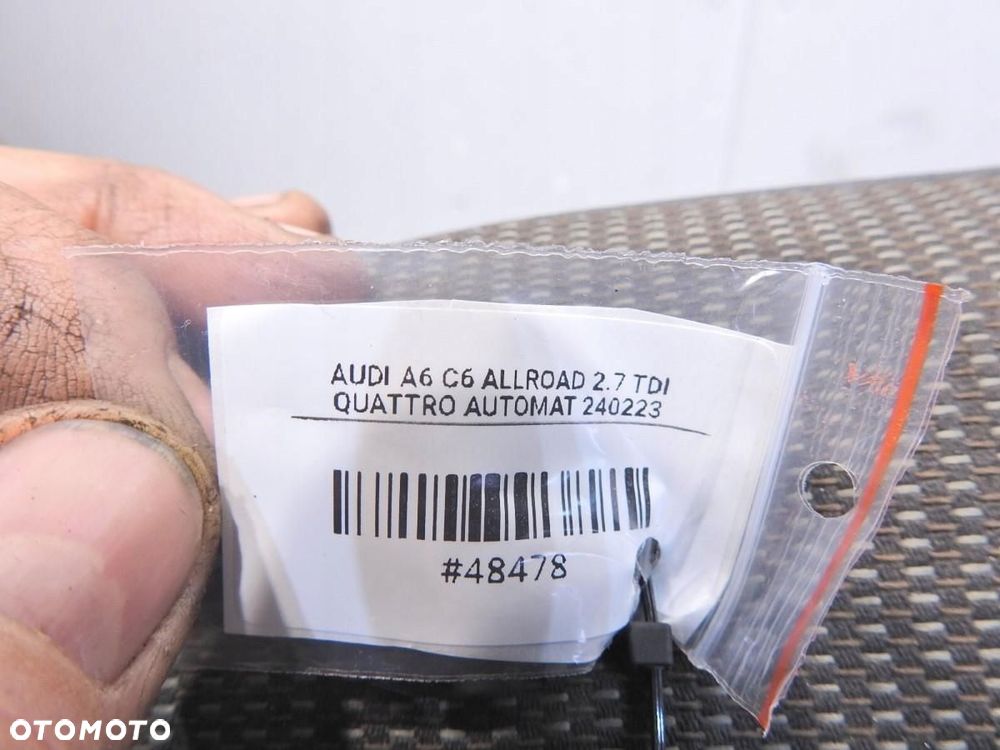 AUDI A6 C6 ALLROAD 2.7 TDI
QUATTRO AUTOMAT 240223
#48478
OTOMOTO